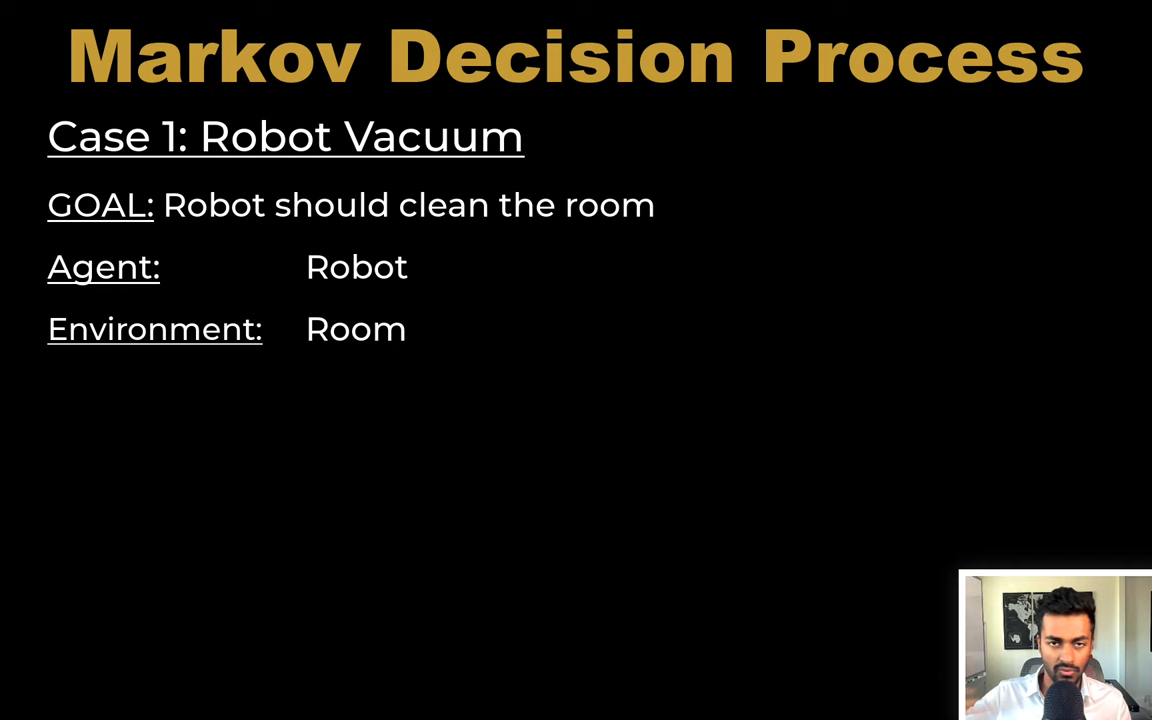 Markov Decision Process
Case 1: Robot Vacuum
GOAL: Robot should clean the room
Agent: Robot
Environment: Room